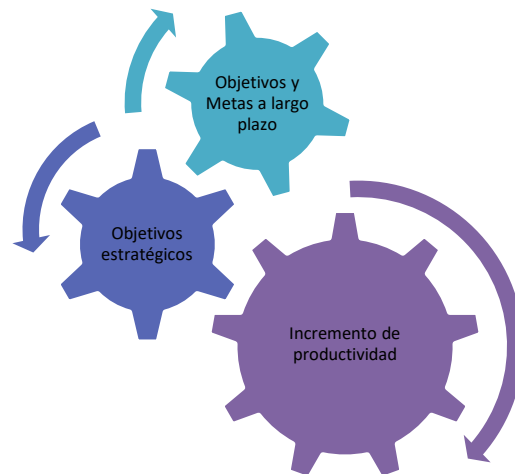 Objetivos y
Metas a largo
plazo
Objetivos
estratégicos
Incremento de
productividad